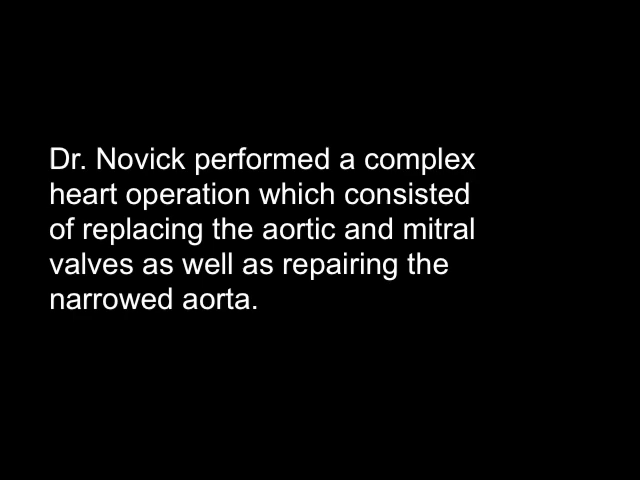 Dr. Novick performed a complex
heart operation which consisted
of replacing the aortic and mitral
valves as well as repairing the
narrowed aorta.